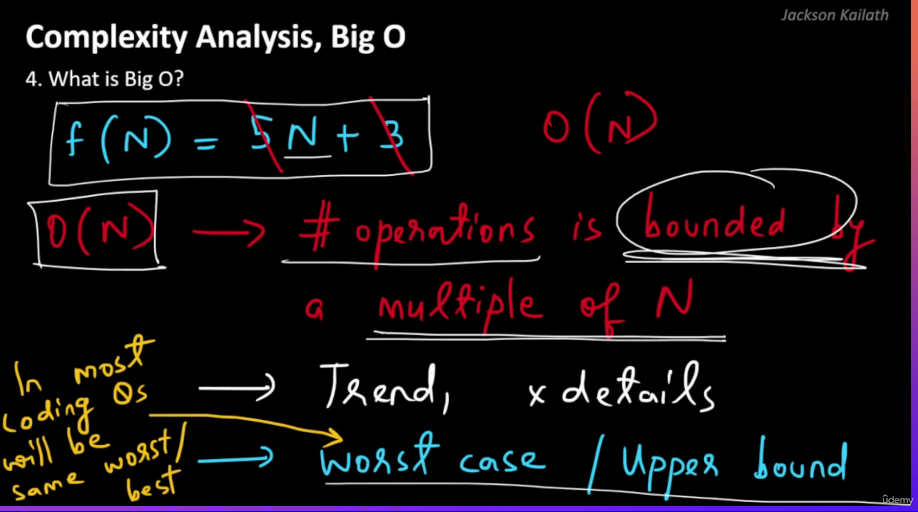 Jackson Kailath
Complexity Analysis, Big O
4. What is Big O?
f(N) = 5N + 3
O(N)
O(N) → # operations is bounded by
a multiple of N
→ Trend, x details
→ worst case / Upper bound
In most
coding Qs
will be
same worst/
best
ûdemy